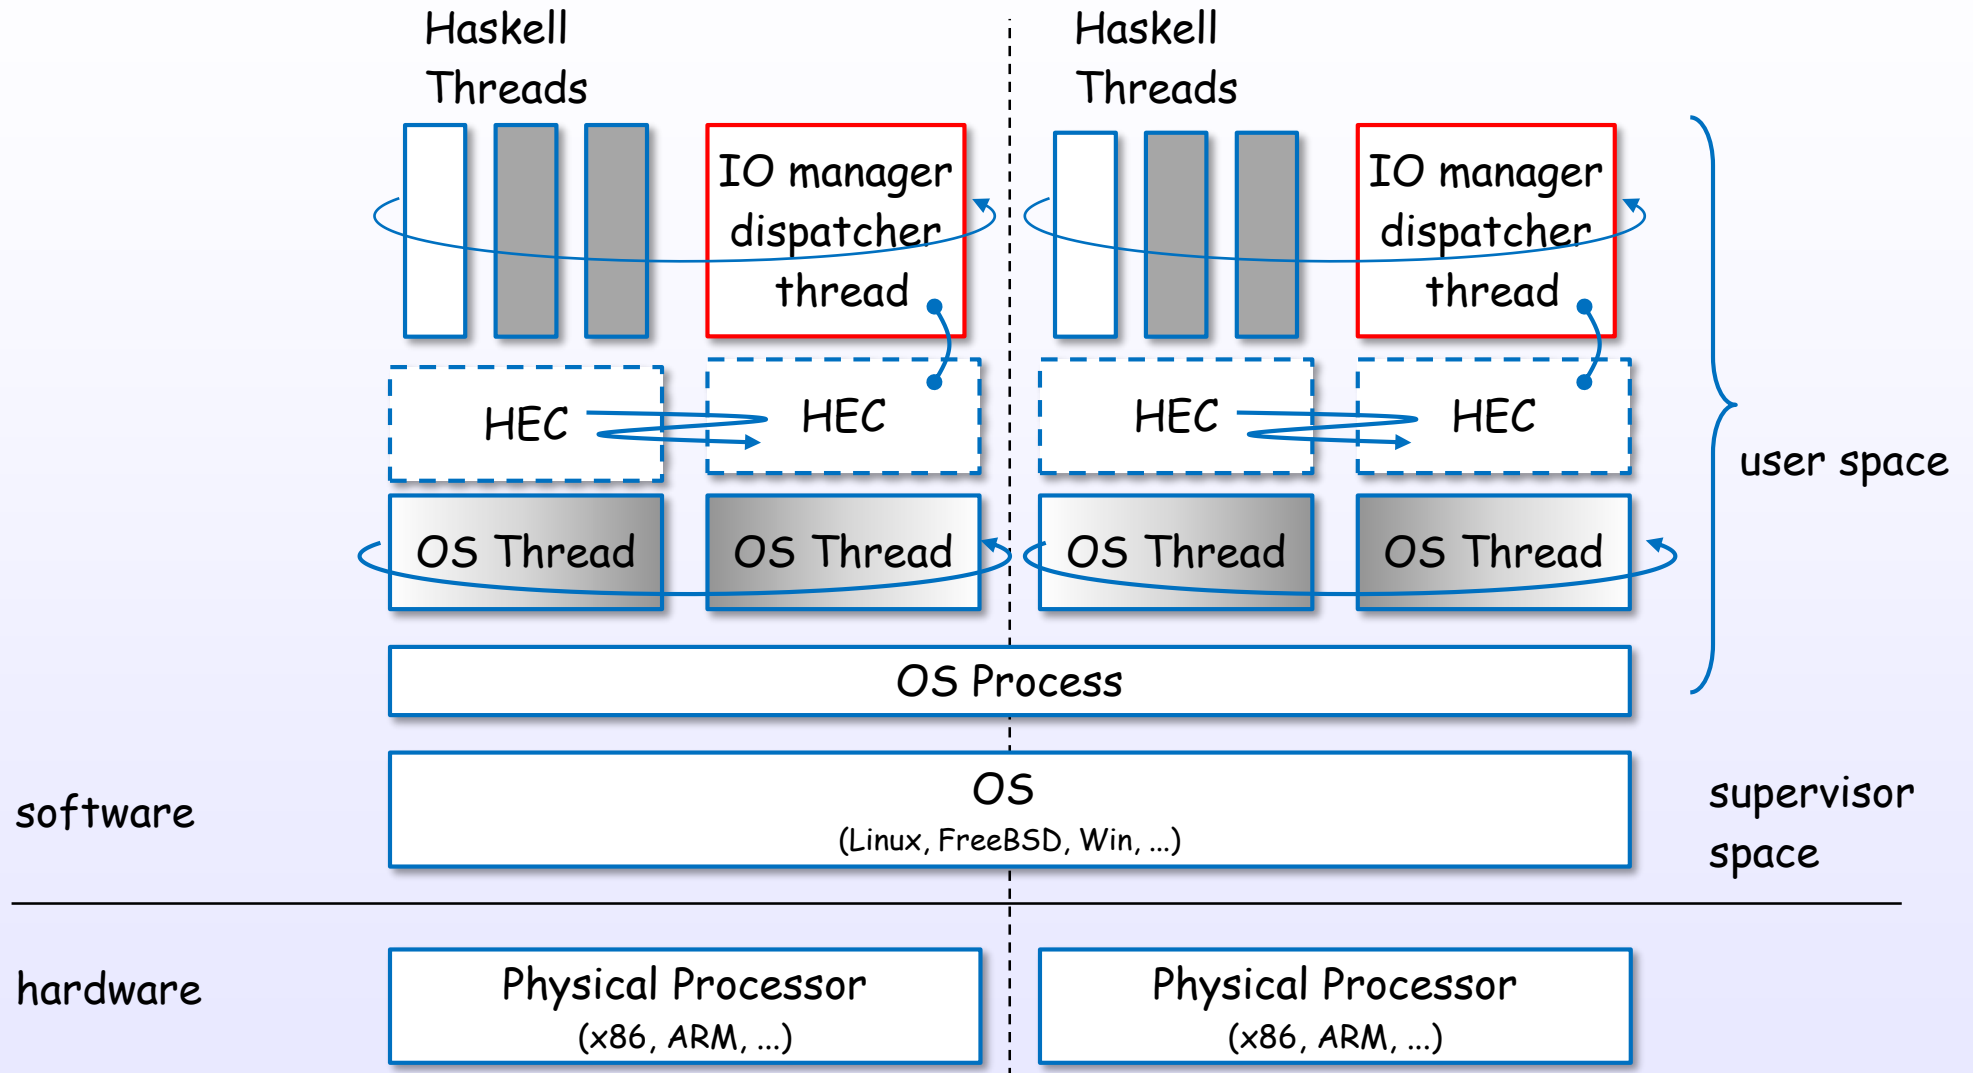 Haskell
Threads
Haskell
Threads
IO manager
dispatcher
thread
IO manager
dispatcher
thread
HEC
HEC
HEC
HEC
user space
OS Thread
OS Thread
OS Thread
OS Thread
OS Process
OS
(Linux, FreeBSD, Win, ...)
software
supervisor
space
hardware
Physical Processor
(x86, ARM, ...)
Physical Processor
(x86, ARM, ...)